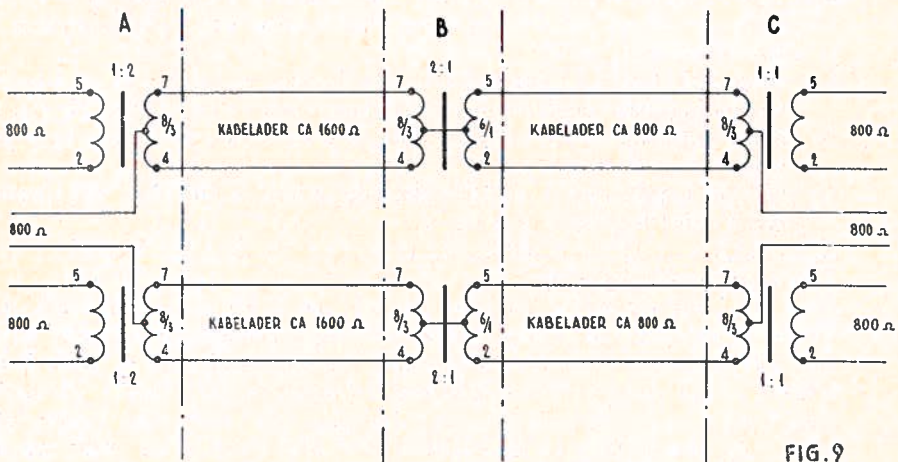 A B C
1:2 2:1 1:1
5 7 7 5 7 5
800 Ω 8/3 KABELADER CA 1600 Ω 8/3 6/1 KABELADER CA 800 Ω 8/3 800 Ω
2 4 4 2 4 2
800 Ω 800 Ω
5 7 7 5 7 5
800 Ω 8/3 KABELADER CA 1600 Ω 8/3 6/1 KABELADER CA 800 Ω 8/3 800 Ω
2 4 4 2 4 2
1:2 2:1 1:1
FIG.9